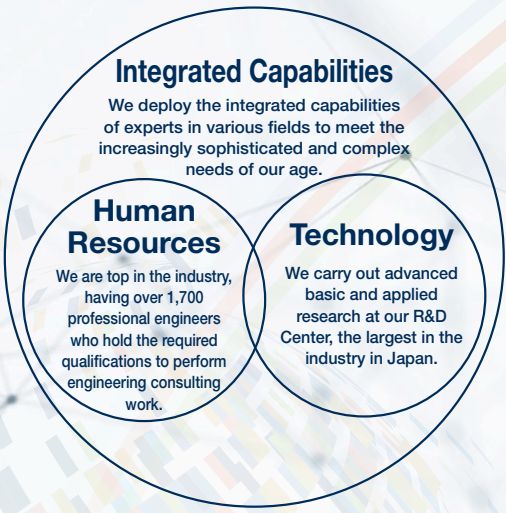 Integrated Capabilities
We deploy the integrated capabilities
of experts in various fields to meet the
increasingly sophisticated and complex
needs of our age.
Human
Resources
We are top in the industry,
having over 1,700
professional engineers
who hold the required
qualifications to perform
engineering consulting
work.
Technology
We carry out advanced
basic and applied
research at our R&D
Center, the largest in the
industry in Japan.